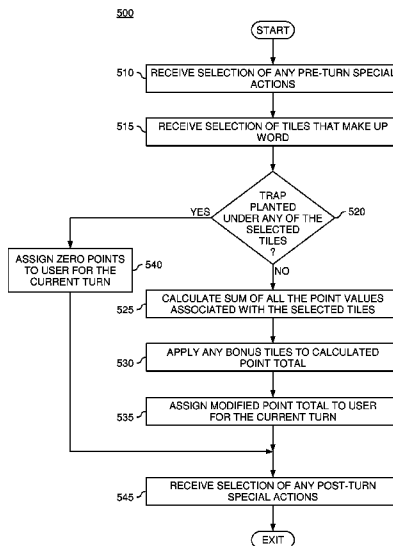 500
START
510
RECEIVE SELECTION OF ANY PRE-TURN SPECIAL
ACTIONS
515
RECEIVE SELECTION OF TILES THAT MAKE UP
WORD
TRAP
PLANTED
UNDER ANY OF THE
SELECTED
TILES
?
520
YES
NO
ASSIGN ZERO POINTS
TO USER FOR THE
CURRENT TURN
540
525
CALCULATE SUM OF ALL THE POINT VALUES
ASSOCIATED WITH THE SELECTED TILES
530
APPLY ANY BONUS TILES TO CALCULATED
POINT TOTAL
535
ASSIGN MODIFIED POINT TOTAL TO USER
FOR THE CURRENT TURN
545
RECEIVE SELECTION OF ANY POST-TURN
SPECIAL ACTIONS
EXIT